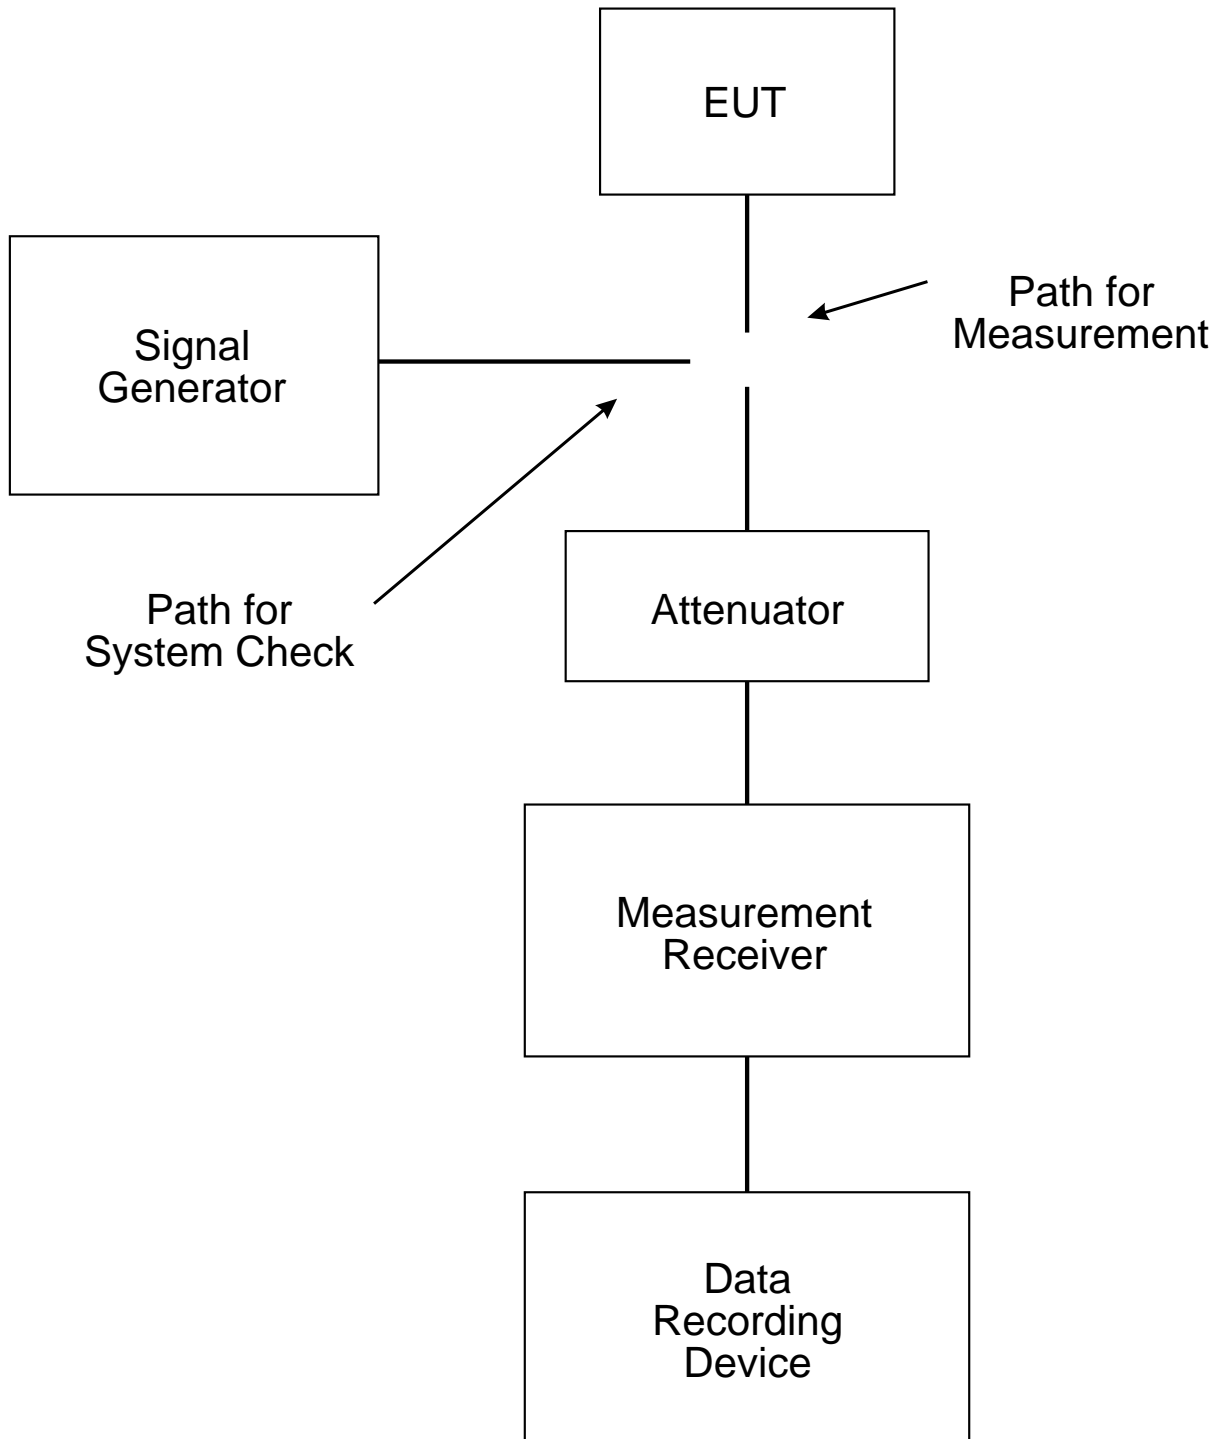 EUT
Signal
Generator
Path for
Measurement
Path for
System Check
Attenuator
Measurement
Receiver
Data
Recording
Device